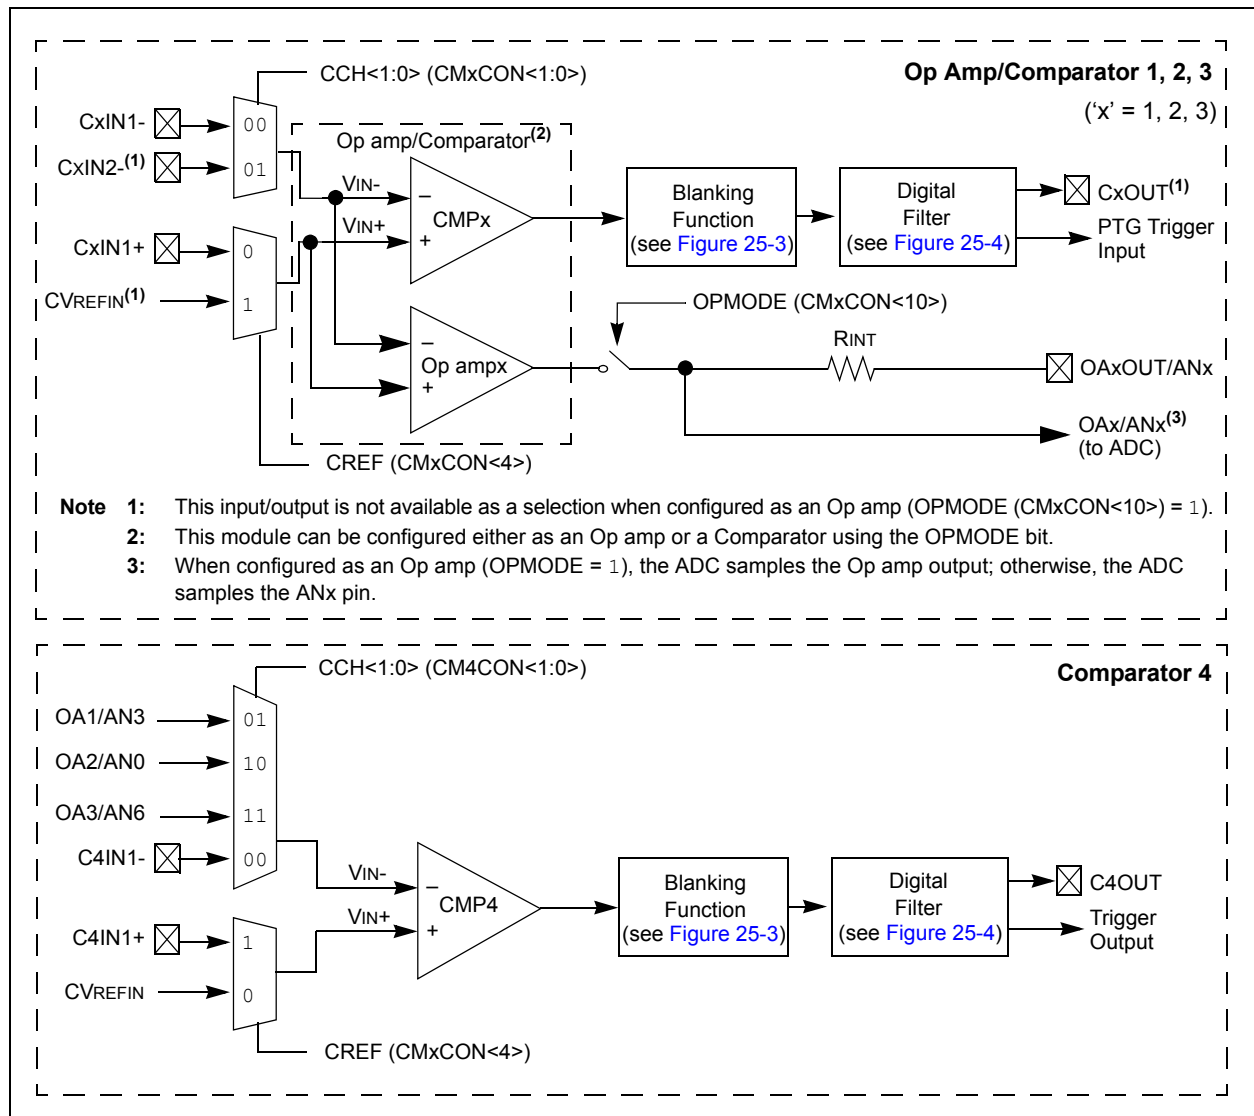 CCH<1:0> (CMxCON<1:0>)
Op Amp/Comparator 1, 2, 3
(‘x’ = 1, 2, 3)
CxIN1-
00
CxIN2-(1)
01
Op amp/Comparator(2)
VIN-
–
CMPx
VIN+
+
Blanking
Function
(see Figure 25-3)
Digital
Filter
(see Figure 25-4)
CxOUT(1)
PTG Trigger
Input
CxIN1+
0
CVREFIN(1)
1
OPMODE (CMxCON<10>)
–
Op ampx
+
RINT
OAxOUT/ANx
OAx/ANx(3)
(to ADC)
CREF (CMxCON<4>)
Note 1: This input/output is not available as a selection when configured as an Op amp (OPMODE (CMxCON<10>) = 1).
2: This module can be configured either as an Op amp or a Comparator using the OPMODE bit.
3: When configured as an Op amp (OPMODE = 1), the ADC samples the Op amp output; otherwise, the ADC
samples the ANx pin.
CCH<1:0> (CM4CON<1:0>)
Comparator 4
OA1/AN3
01
OA2/AN0
10
OA3/AN6
11
C4IN1-
00
VIN-
–
CMP4
VIN+
+
Blanking
Function
(see Figure 25-3)
Digital
Filter
(see Figure 25-4)
C4OUT
Trigger
Output
C4IN1+
1
CVREFIN
0
CREF (CMxCON<4>)